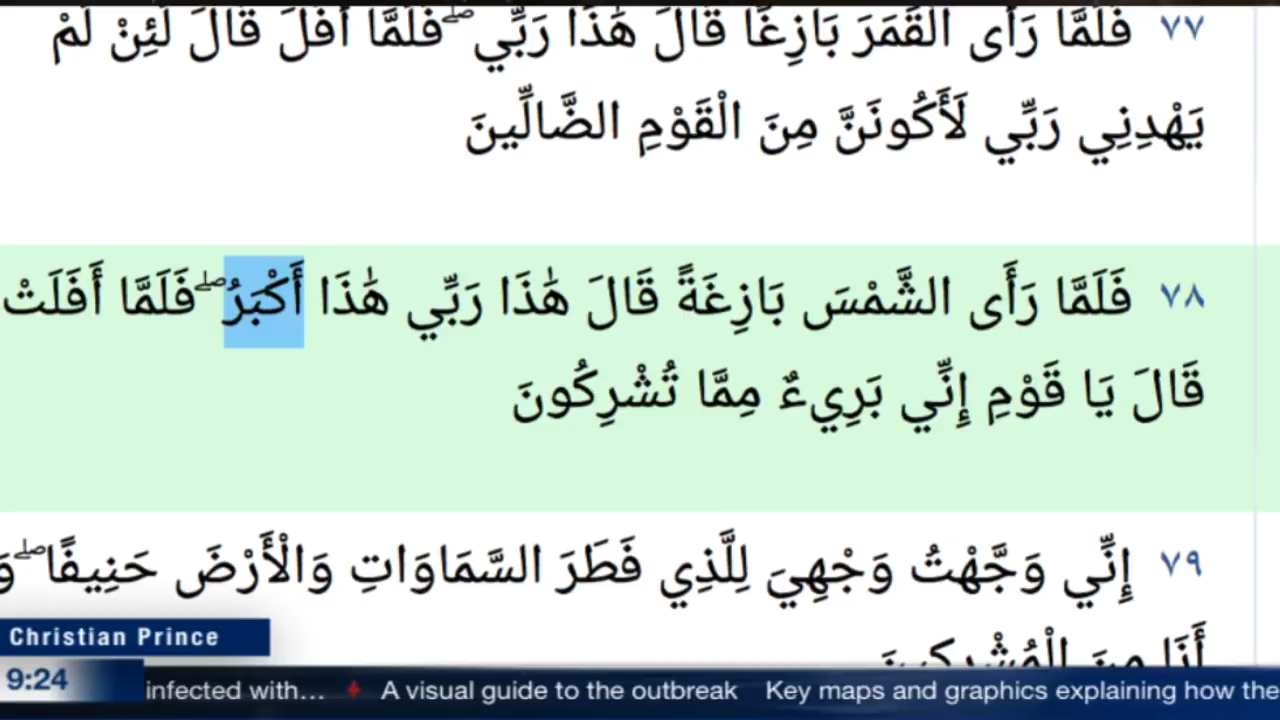 ٧٧ فَلَمَّا رَأَى الْقَمَرَ بَازِغًا قَالَ هَٰذَا رَبِّي ۖ فَلَمَّا أَفَلَ قَالَ لَئِنْ لَمْ
يَهْدِنِي رَبِّي لَأَكُونَنَّ مِنَ الْقَوْمِ الضَّالِّينَ
٧٨ فَلَمَّا رَأَى الشَّمْسَ بَازِغَةً قَالَ هَٰذَا رَبِّي هَٰذَا أَكْبَرُ ۖ فَلَمَّا أَفَلَتْ
قَالَ يَا قَوْمِ إِنِّي بَرِيءٌ مِمَّا تُشْرِكُونَ
٧٩ إِنِّي وَجَّهْتُ وَجْهِيَ لِلَّذِي فَطَرَ السَّمَاوَاتِ وَالْأَرْضَ حَنِيفًا ۖ وَ
أَنَا مِنَ الْمُشْرِكِينَ
Christian Prince
9:24
infected with... A visual guide to the outbreak Key maps and graphics explaining how the